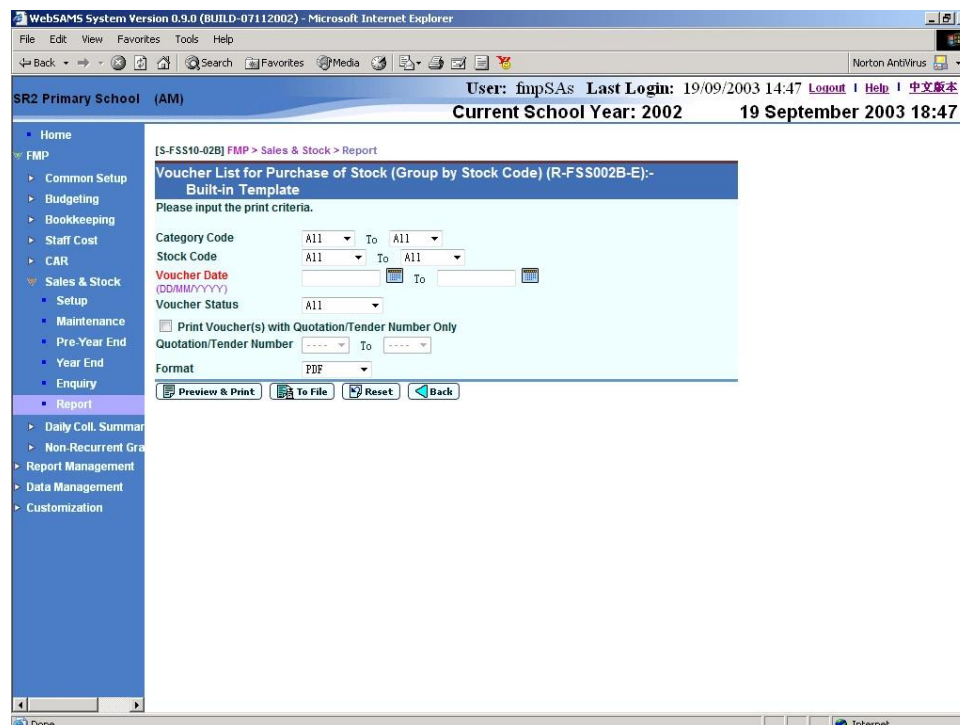 WebSAMS System Version 0.9.0 (BUILD-07112002) - Microsoft Internet Explorer
File Edit View Favorites Tools Help
Back Search Favorites Media Norton AntiVirus
SR2 Primary School (AM)
User: fmpSAs Last Login: 19/09/2003 14:47 Logout | Help | 中文版本
Current School Year: 2002 19 September 2003 18:47
Home
FMP
Common Setup
Budgeting
Bookkeeping
Staff Cost
CAR
Sales & Stock
Setup
Maintenance
Pre-Year End
Year End
Enquiry
Report
Daily Coll. Summar
Non-Recurrent Gra
Report Management
Data Management
Customization
[S-FSS10-02B] FMP > Sales & Stock > Report
Voucher List for Purchase of Stock (Group by Stock Code) (R-FSS002B-E):-
Built-in Template
Please input the print criteria.
Category Code All To All
Stock Code All To All
Voucher Date To
(DD/MM/YYYY)
Voucher Status All
Print Voucher(s) with Quotation/Tender Number Only
Quotation/Tender Number ---- To ----
Format PDF
Preview & Print To File Reset Back
Done Internet